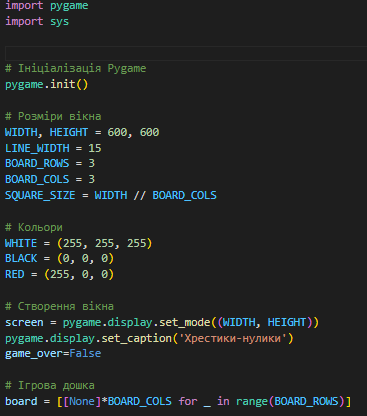 import pygame
import sys
# Ініціалізація Pygame
pygame.init()
# Розміри вікна
WIDTH, HEIGHT = 600, 600
LINE_WIDTH = 15
BOARD_ROWS = 3
BOARD_COLS = 3
SQUARE_SIZE = WIDTH // BOARD_COLS
# Кольори
WHITE = (255, 255, 255)
BLACK = (0, 0, 0)
RED = (255, 0, 0)
# Створення вікна
screen = pygame.display.set_mode((WIDTH, HEIGHT))
pygame.display.set_caption('Хрестики-нулики')
game_over=False
# Ігрова дошка
board = [[None]*BOARD_COLS for _ in range(BOARD_ROWS)]